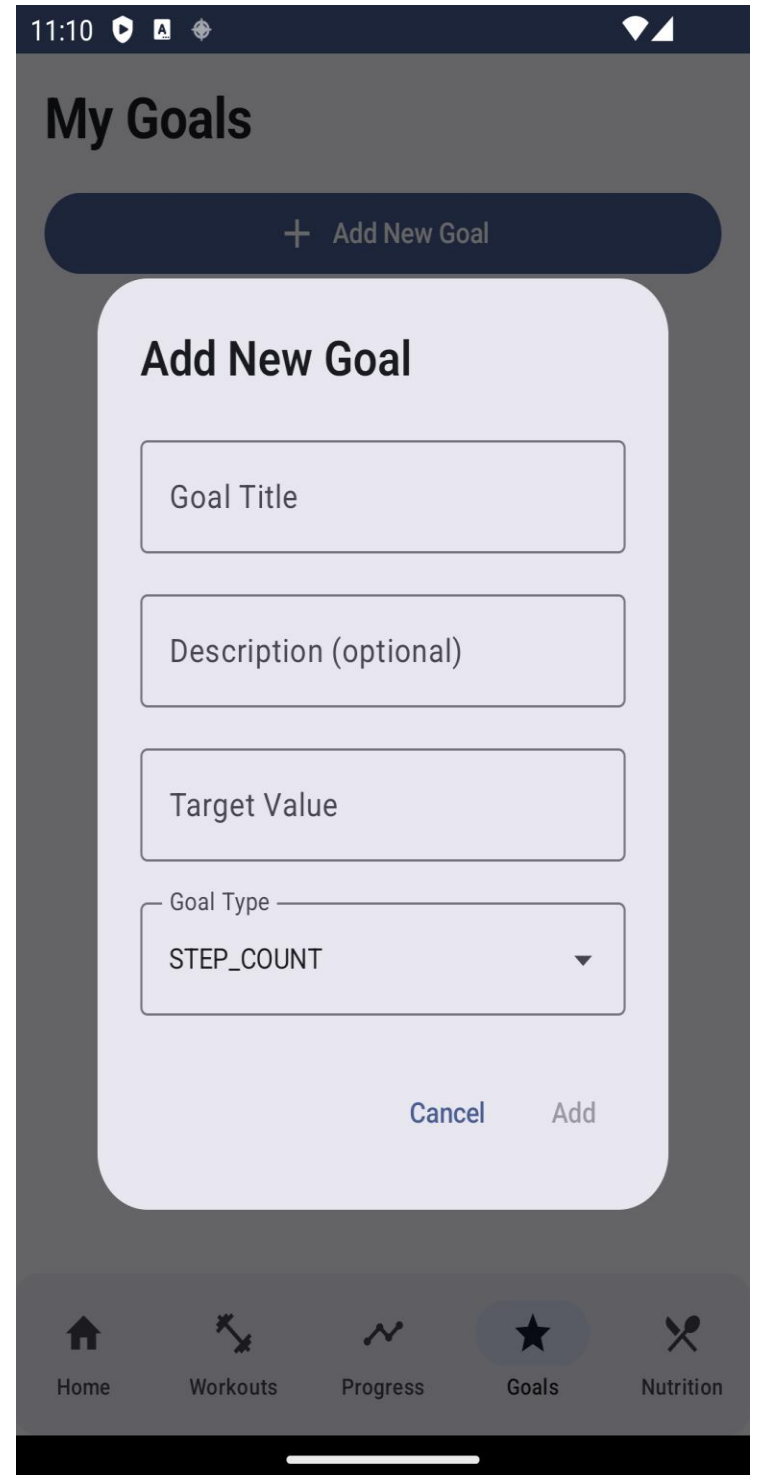 11:10
My Goals
Add New Goal
Add New Goal
Goal Title
Description (optional)
Target Value
Goal Type
STEP_COUNT
Cancel Add
Home Workouts Progress Goals Nutrition